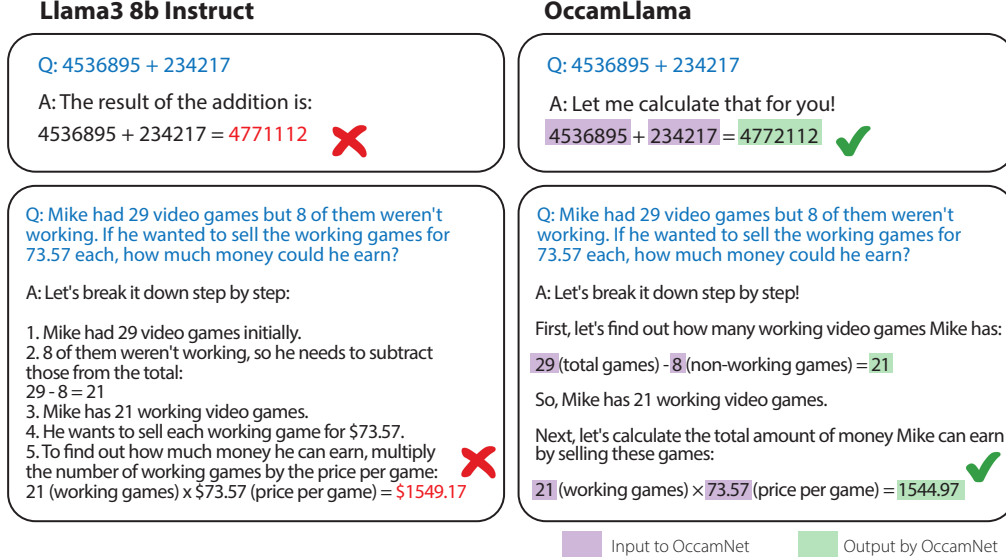 Llama3 8b Instruct
Q: 4536895 + 234217
A: The result of the addition is:
4536895 + 234217 = 4771112
Q: Mike had 29 video games but 8 of them weren't
working. If he wanted to sell the working games for
73.57 each, how much money could he earn?
A: Let's break it down step by step:
1. Mike had 29 video games initially.
2. 8 of them weren't working, so he needs to subtract
those from the total:
29 - 8 = 21
3. Mike has 21 working video games.
4. He wants to sell each working game for $73.57.
5. To find out how much money he can earn, multiply
the number of working games by the price per game:
21 (working games) x $73.57 (price per game) = $1549.17
OccamLlama
Q: 4536895 + 234217
A: Let me calculate that for you!
4536895 + 234217 = 4772112
Q: Mike had 29 video games but 8 of them weren't
working. If he wanted to sell the working games for
73.57 each, how much money could he earn?
A: Let's break it down step by step!
First, let's find out how many working video games Mike has:
29 (total games) - 8 (non-working games) = 21
So, Mike has 21 working video games.
Next, let's calculate the total amount of money Mike can earn
by selling these games:
21 (working games) × 73.57 (price per game) = 1544.97
Input to OccamNet
Output by OccamNet